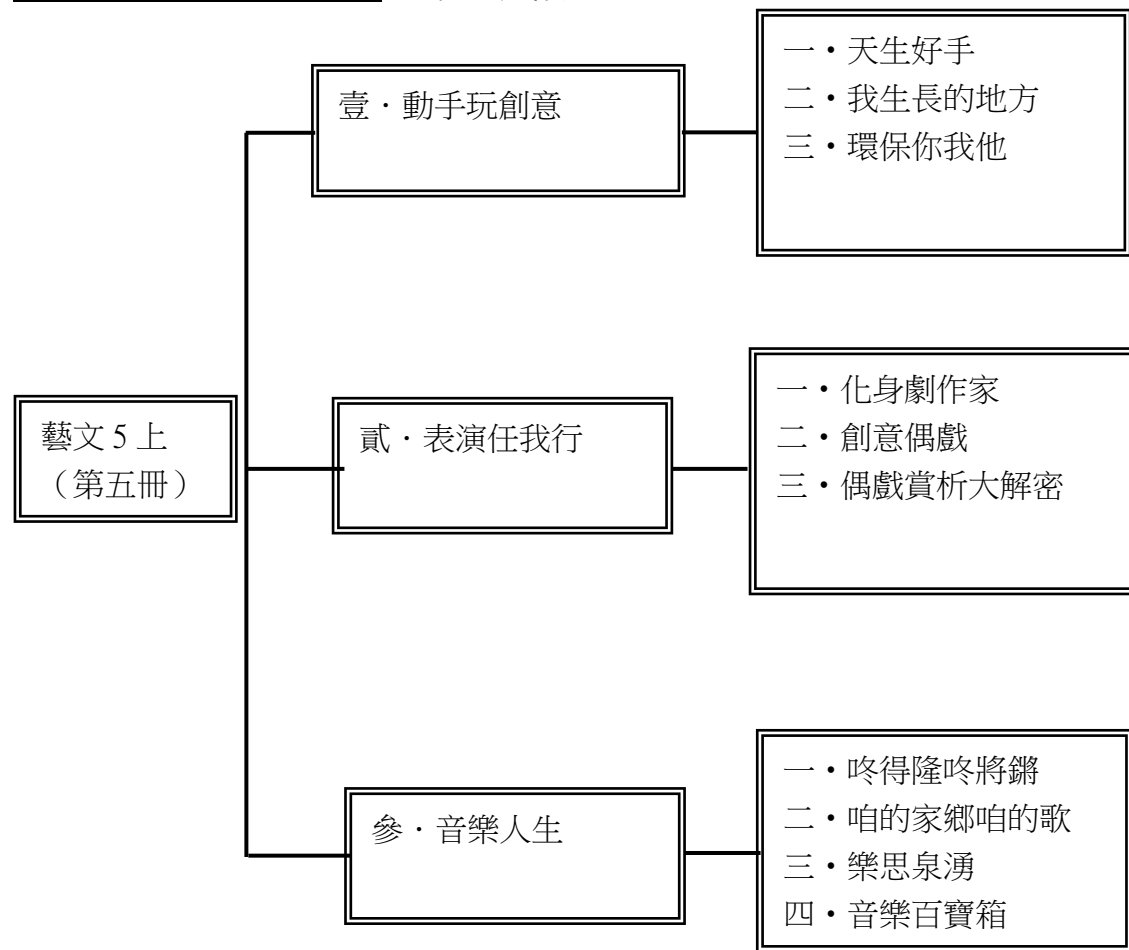 壹．動手玩創意
一‧天生好手
二‧我生長的地方
三‧環保你我他
藝文5上
（第五冊）
貳．表演任我行
一‧化身劇作家
二‧創意偶戲
三‧偶戲賞析大解密
參．音樂人生
一‧咚得隆咚將鏘
二‧咱的家鄉咱的歌
三‧樂思泉湧
四‧音樂百寶箱